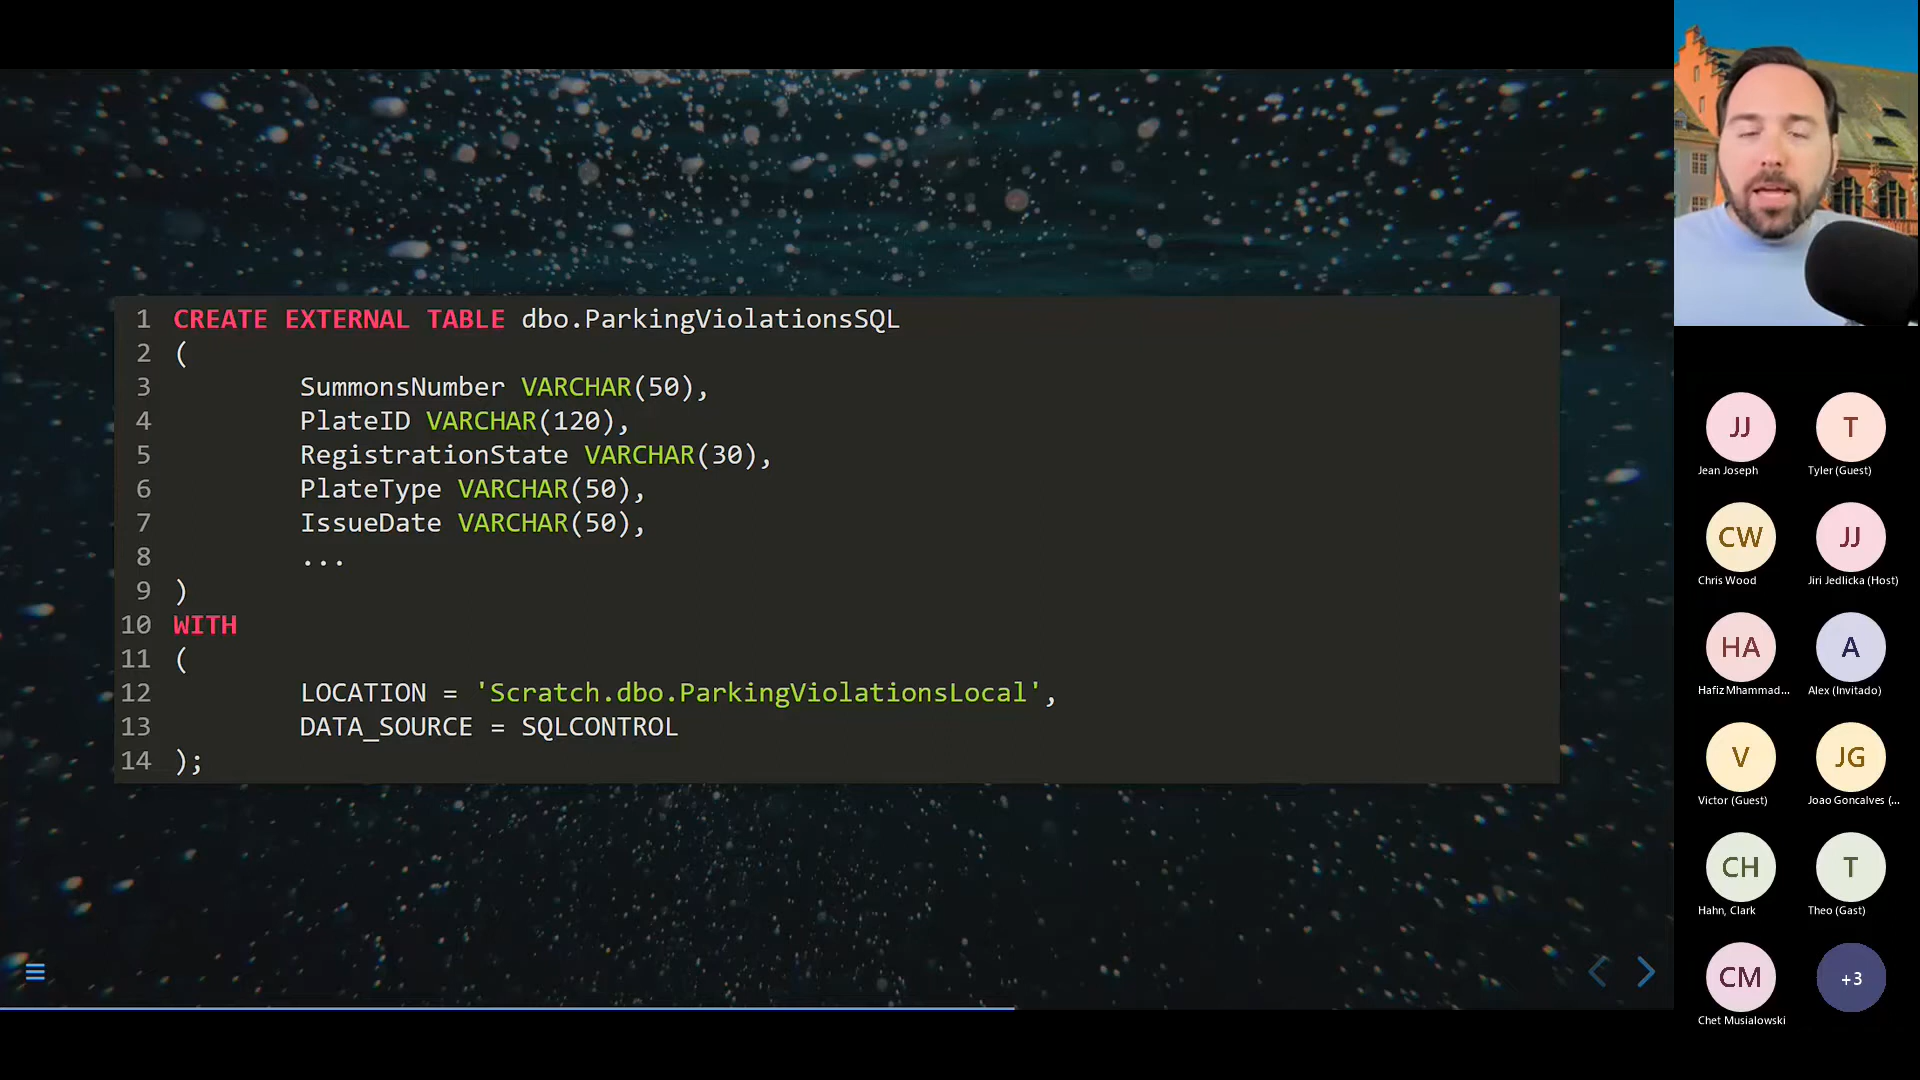 1 CREATE EXTERNAL TABLE dbo.ParkingViolationsSQL
2 (
3 SummonsNumber VARCHAR(50),
4 PlateID VARCHAR(120),
5 RegistrationState VARCHAR(30),
6 PlateType VARCHAR(50),
7 IssueDate VARCHAR(50),
8 ...
9 )
10 WITH
11 (
12 LOCATION = 'Scratch.dbo.ParkingViolationsLocal',
13 DATA_SOURCE = SQLCONTROL
14 );
JJ
Jean Joseph
T
Tyler (Guest)
CW
Chris Wood
JJ
Jiri Jedlicka (Host)
HA
Hafiz Mhammad...
A
Alex (Invitado)
V
Victor (Guest)
JG
Joao Goncalves (...
CH
Hahn, Clark
T
Theo (Gast)
CM
Chet Musialowski
+3